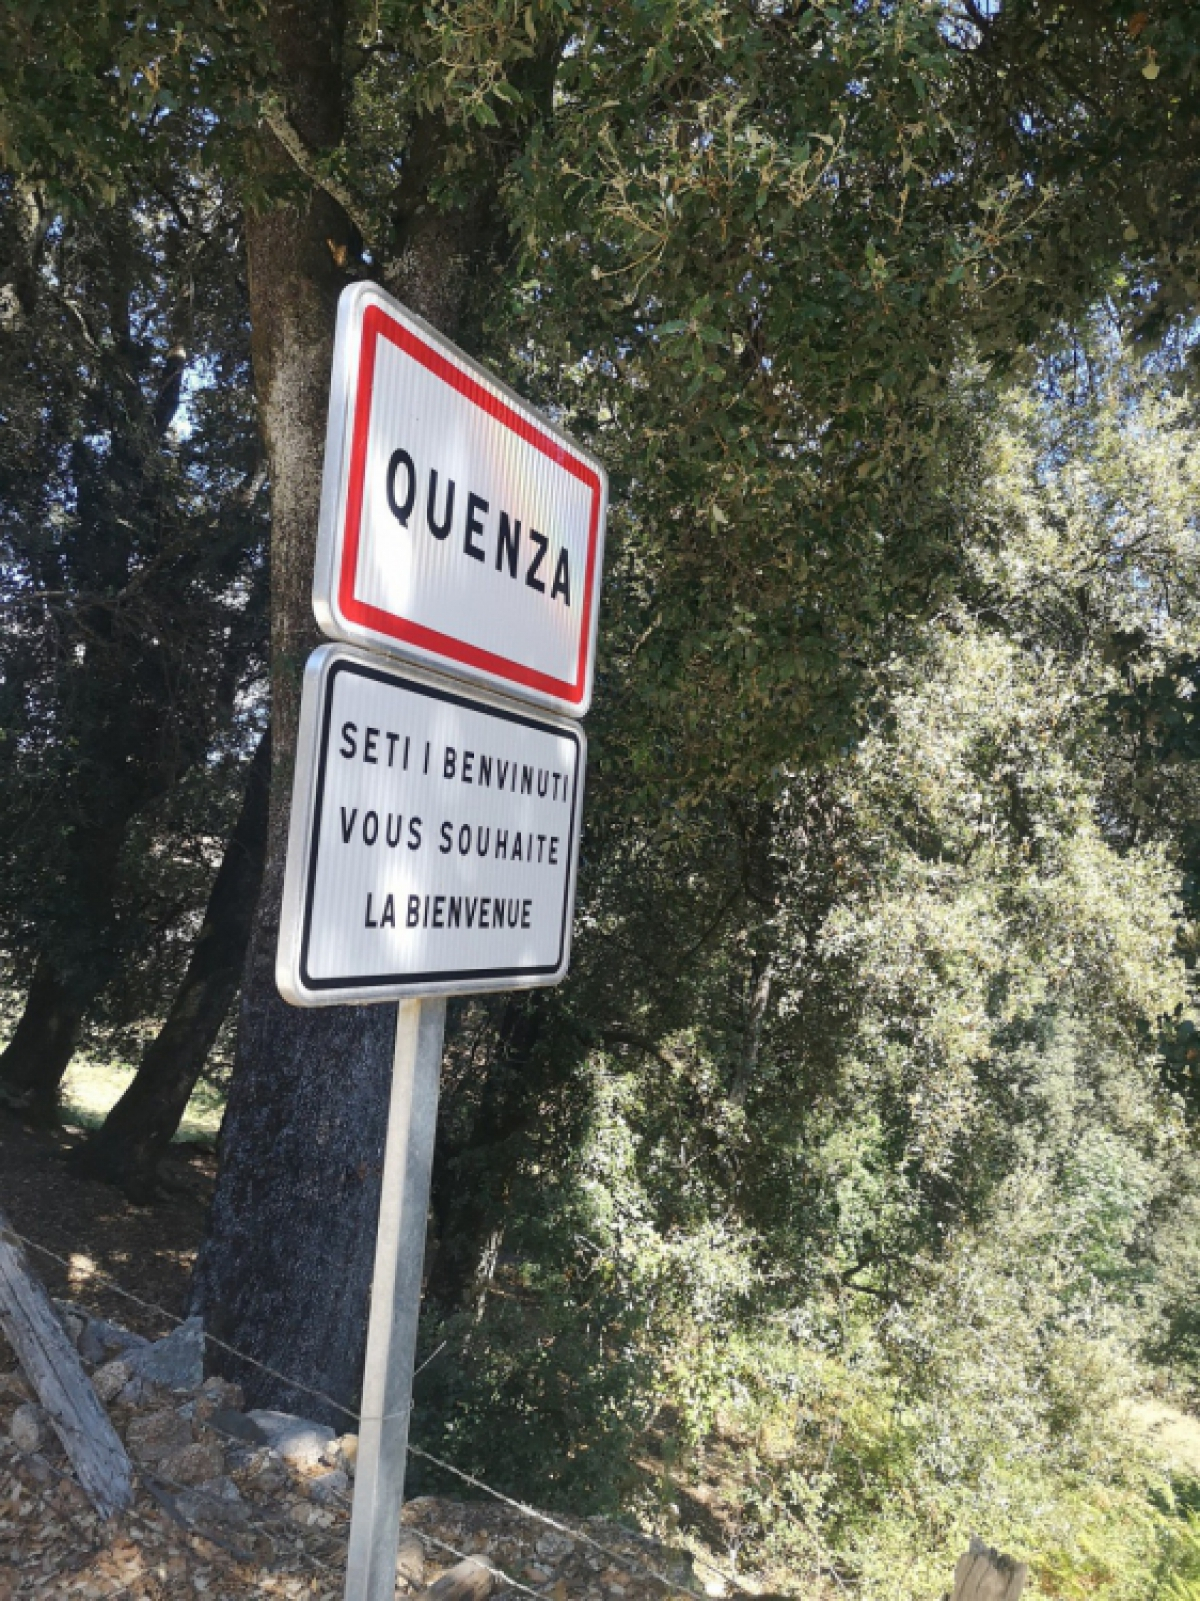 QUENZA
SETI I BENVINUTI
VOUS SOUHAITE
LA BIENVENUE